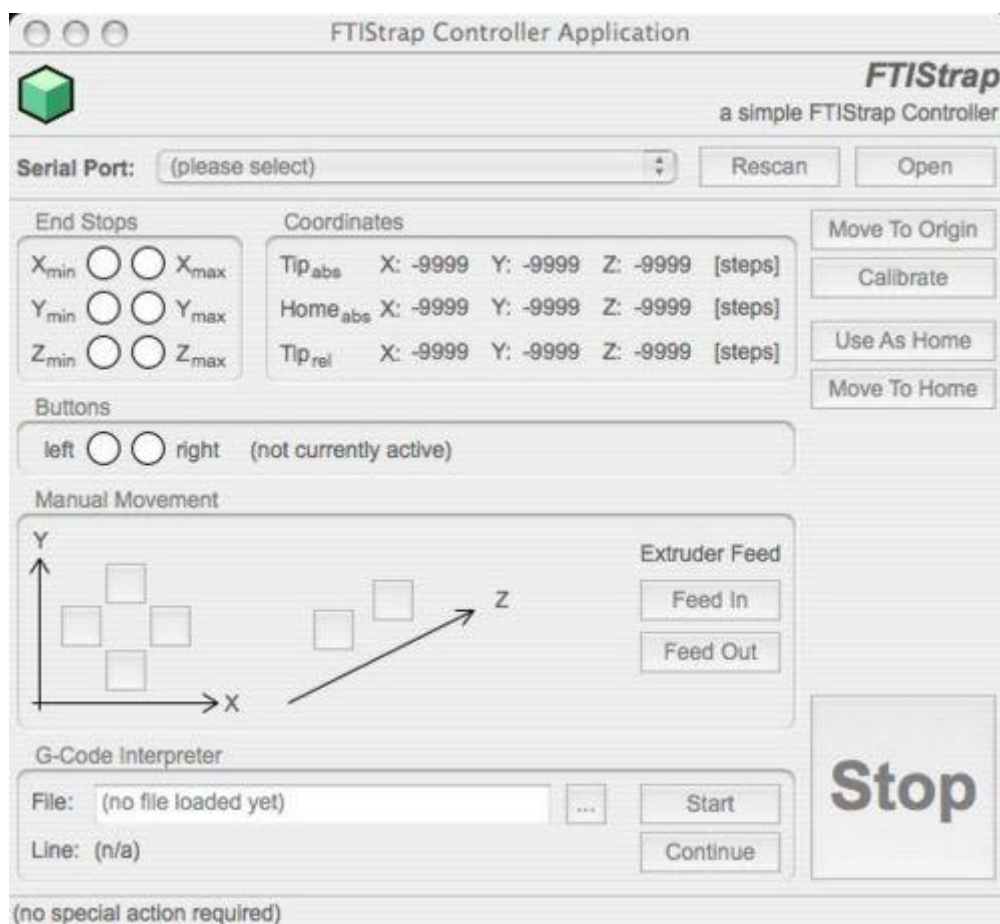 FTIStrap Controller Application
FTIStrap
a simple FTIStrap Controller
Serial Port: (please select) Rescan Open
End Stops Coordinates Move To Origin
Xmin Xmax Tipabs X: -9999 Y: -9999 Z: -9999 [steps]
Calibrate
Ymin Ymax Homeabs X: -9999 Y: -9999 Z: -9999 [steps]
Use As Home
Zmin Zmax Tiprel X: -9999 Y: -9999 Z: -9999 [steps]
Move To Home
Buttons
left right (not currently active)
Manual Movement
Y
Extruder Feed
Z Feed In
Feed Out
X
G-Code Interpreter
Stop
File: (no file loaded yet) ... Start
Line: (n/a) Continue
(no special action required)